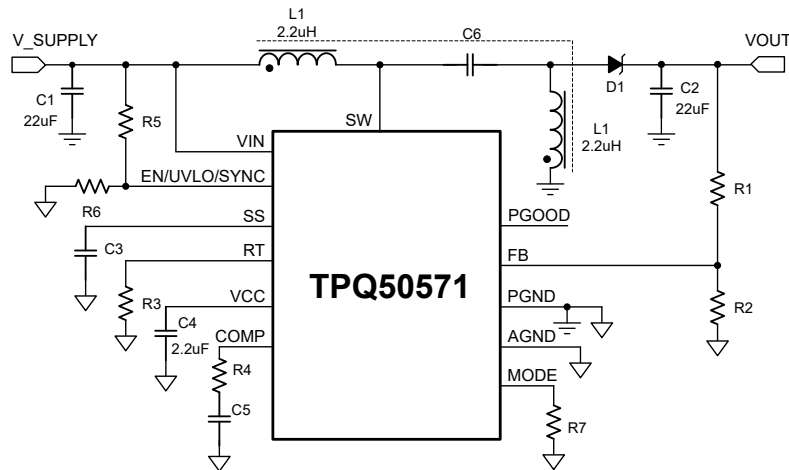 L1
2.2uH
V_SUPPLY
C6
VOUT
C1
22uF
R5
SW
D1
C2
22uF
L1
2.2uH
VIN
EN/UVLO/SYNC
R6
R1
SS
PGOOD
C3
RT
FB
TPQ50571
R3
VCC
PGND
R2
C4
2.2uF
COMP
AGND
R4
MODE
C5
R7